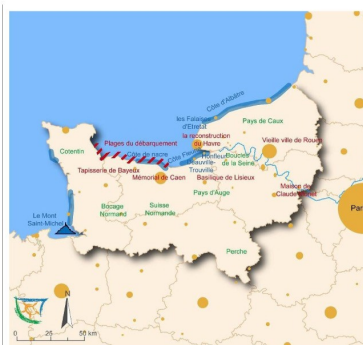 Côte d'Albâtre
les Falaises
d'Etretat
Pays de Caux
la reconstruction
du Havre
Plages du débarquement
Vieille ville de Rouen
Cotentin
Côte de nacre
Côte Fleurie
Honfleur
Deauville-
Trouville
Boucles
de la Seine
Tapisserie de Bayeux
Mémorial de Caen
Basilique de Lisieux
Maison de
Claude Monet
Pays d'Auge
Le Mont
Saint-Michel
Bocage
Normand
Suisse
Normande
Perche
N
0 25 50 km